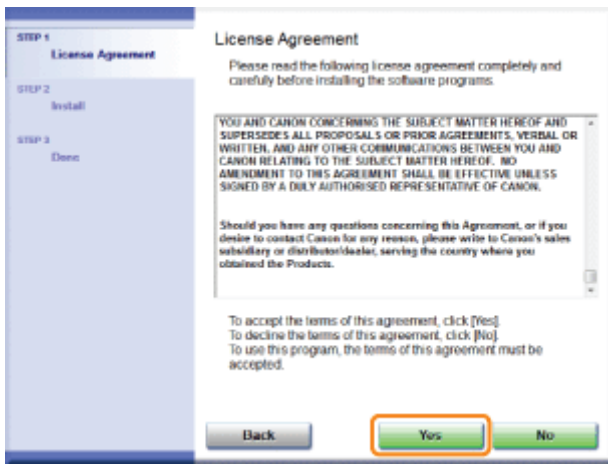 STEP 1
License Agreement
STEP 2
Install
STEP 3
Done
License Agreement
Please read the following license agreement completely and
carefully before installing the software programs.
YOU AND CANON CONCERNING THE SUBJECT MATTER HEREOF AND
SUPERSEDES ALL PROPOSALS OR PRIOR AGREEMENTS, VERBAL OR
WRITTEN, AND ANY OTHER COMMUNICATIONS BETWEEN YOU AND
CANON RELATING TO THE SUBJECT MATTER HEREOF. NO
AMENDMENT TO THIS AGREEMENT SHALL BE EFFECTIVE UNLESS
SIGNED BY A DULY AUTHORISED REPRESENTATIVE OF CANON.
Should you have any questions concerning this Agreement, or if you
desire to contact Canon for any reason, please write to Canon's sales
subsidiary or distributor/dealer, serving the country where you
obtained the Products.
To accept the terms of this agreement, click [Yes].
To decline the terms of this agreement, click [No].
To use this program, the terms of this agreement must be
accepted.
Back
Yes
No